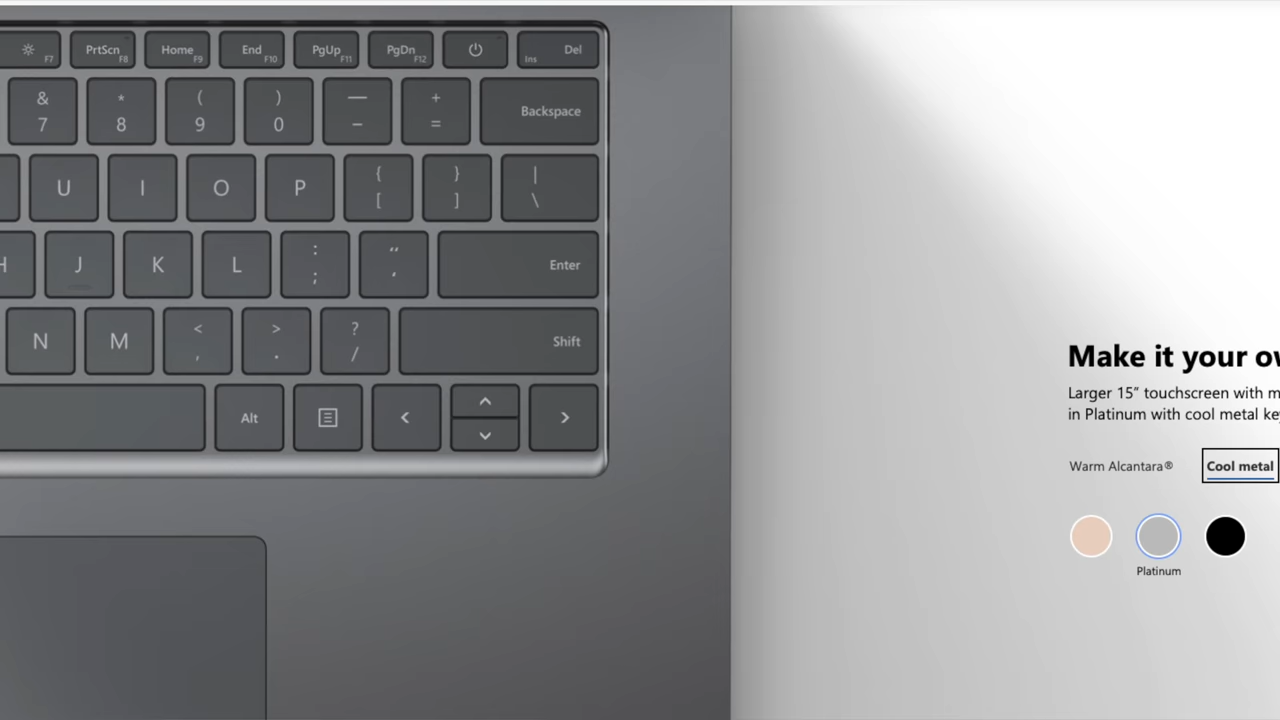 F7 PrtScn F8 Home F9 End F10 PgUp F11 PgDn F12 Ins Del
& 7 * 8 ( 9 ) 0 — – + = Backspace
U I O P { [ } ] | \
H J K L : ; “ ‘ Enter
N M < , > . ? / Shift
Alt
Make it your
Larger 15” touchscreen with
in Platinum with cool metal
Warm Alcantara® Cool metal
Platinum